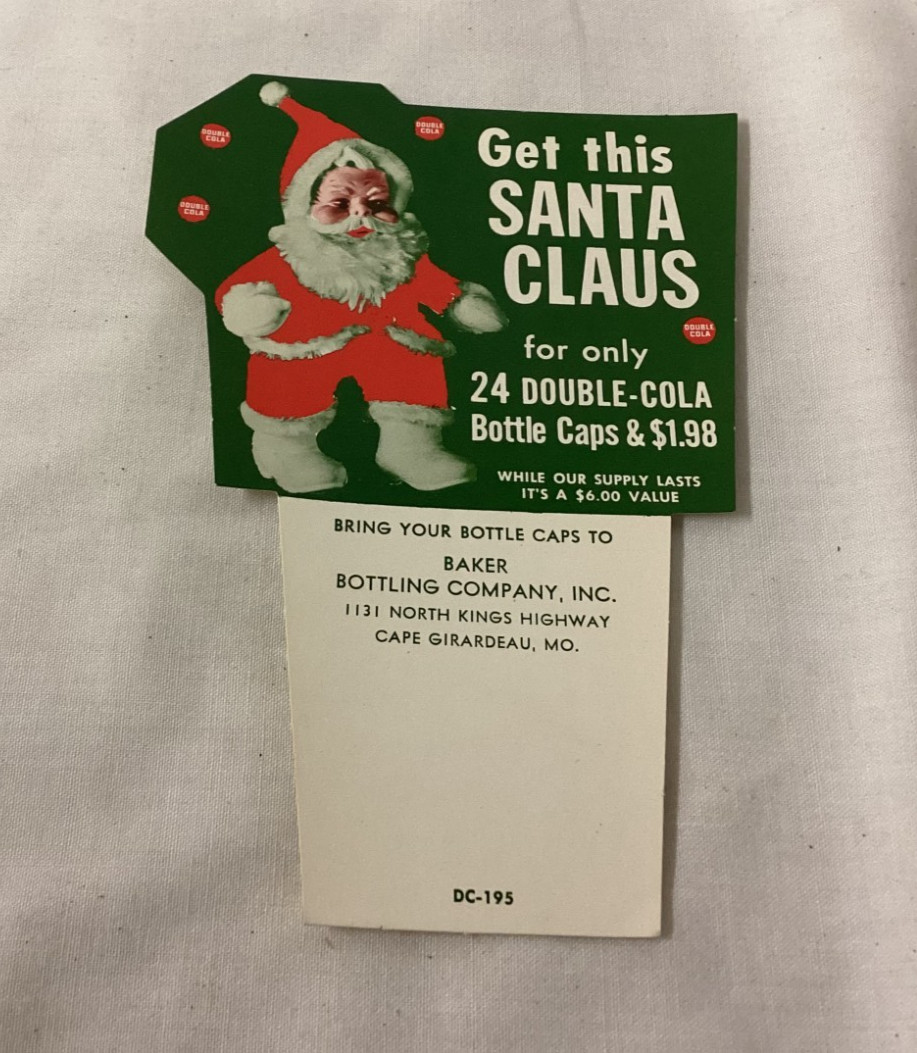 DOUBLE
COLA
DOUBLE
COLA
DOUBLE
COLA
Get this
SANTA
CLAUS
DOUBLE
COLA
for only
24 DOUBLE-COLA
Bottle Caps & $1.98
WHILE OUR SUPPLY LASTS
IT'S A $6.00 VALUE
BRING YOUR BOTTLE CAPS TO
BAKER
BOTTLING COMPANY, INC.
1131 NORTH KINGS HIGHWAY
CAPE GIRARDEAU, MO.
DC-195